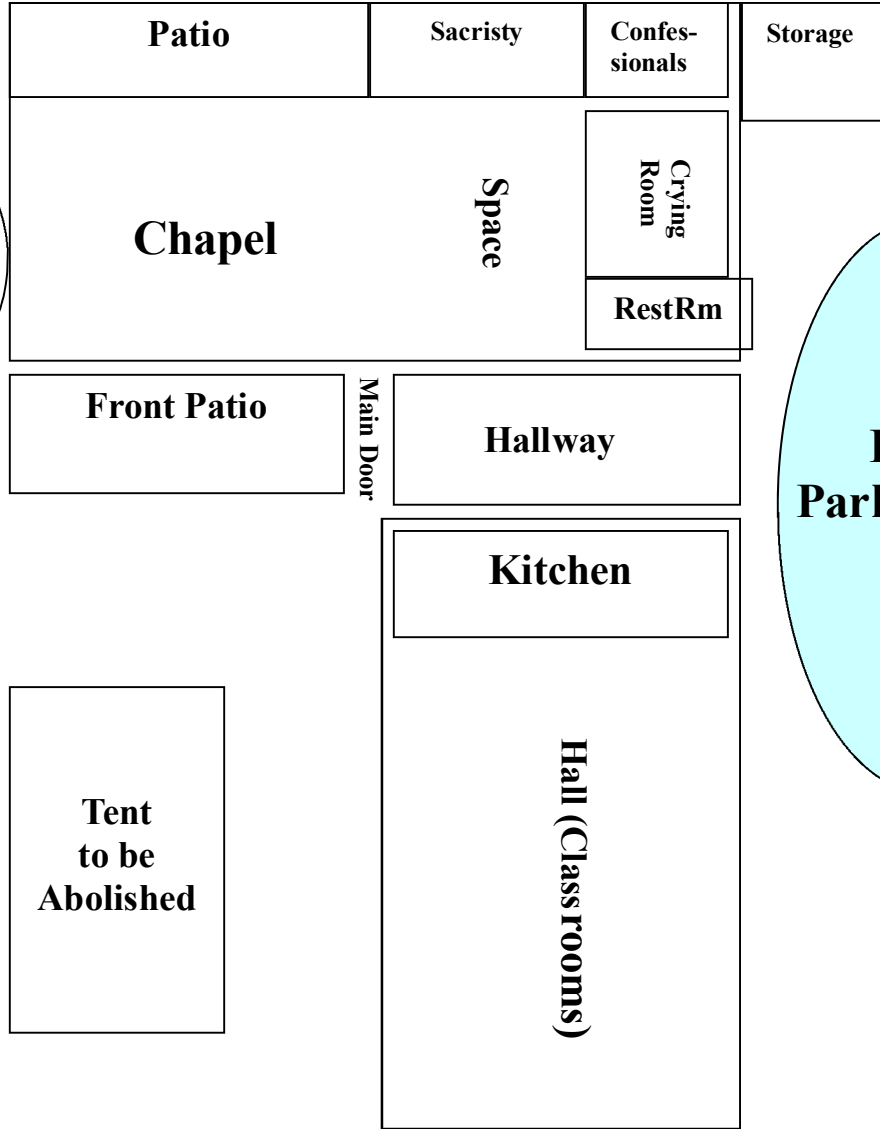 Patio
Sacristy
Confes-
sionals
Storage
Chapel
Space
Crying
Room
RestRm
Front Patio
Main Door
Hallway
Kitchen
Hall (Classrooms)
Tent
to be
Abolished